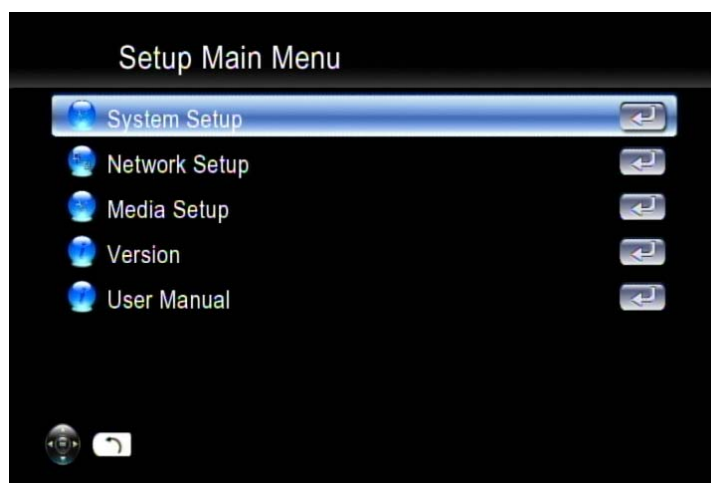 Setup Main Menu
System Setup
Network Setup
Media Setup
Version
User Manual